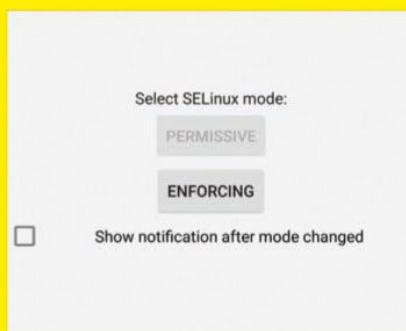 Select SELinux mode:
PERMISSIVE
ENFORCING
Show notification after mode changed